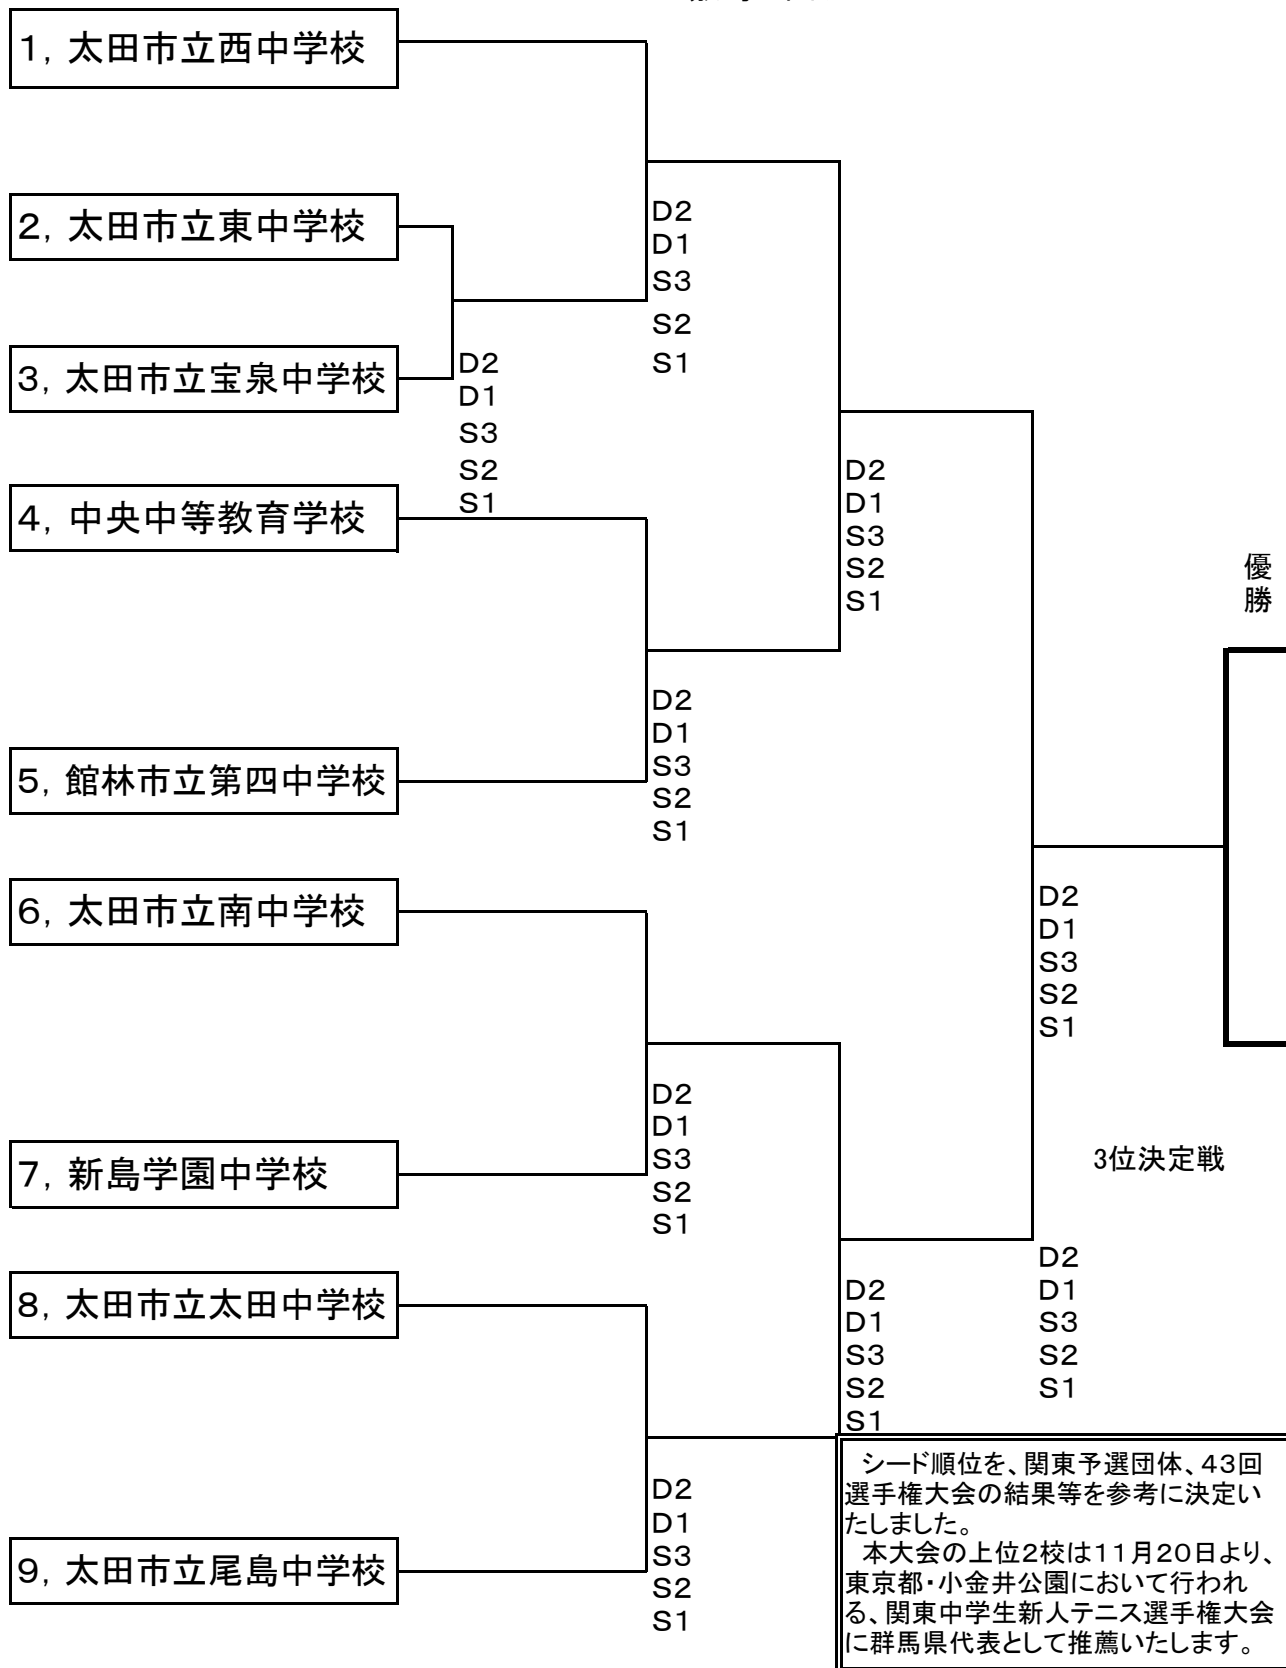 1, 太田市立西中学校
2, 太田市立東中学校
D2
D1
S3
S2
S1
3, 太田市立宝泉中学校
D2
D1
S3
S2
S1
4, 中央中等教育学校
D2
D1
S3
S2
S1
優
勝
5, 館林市立第四中学校
D2
D1
S3
S2
S1
6, 太田市立南中学校
D2
D1
S3
S2
S1
7, 新島学園中学校
D2
D1
S3
S2
S1
3位決定戦
D2
D1
S3
S2
S1
8, 太田市立太田中学校
D2
D1
S3
S2
S1
9, 太田市立尾島中学校
D2
D1
S3
S2
S1
シード順位を、関東予選団体、43回
選手権大会の結果等を参考に決定い
たしました。
本大会の上位2校は11月20日より、
東京都・小金井公園において行われ
る、関東中学生新人テニス選手権大会
に群馬県代表として推薦いたします。